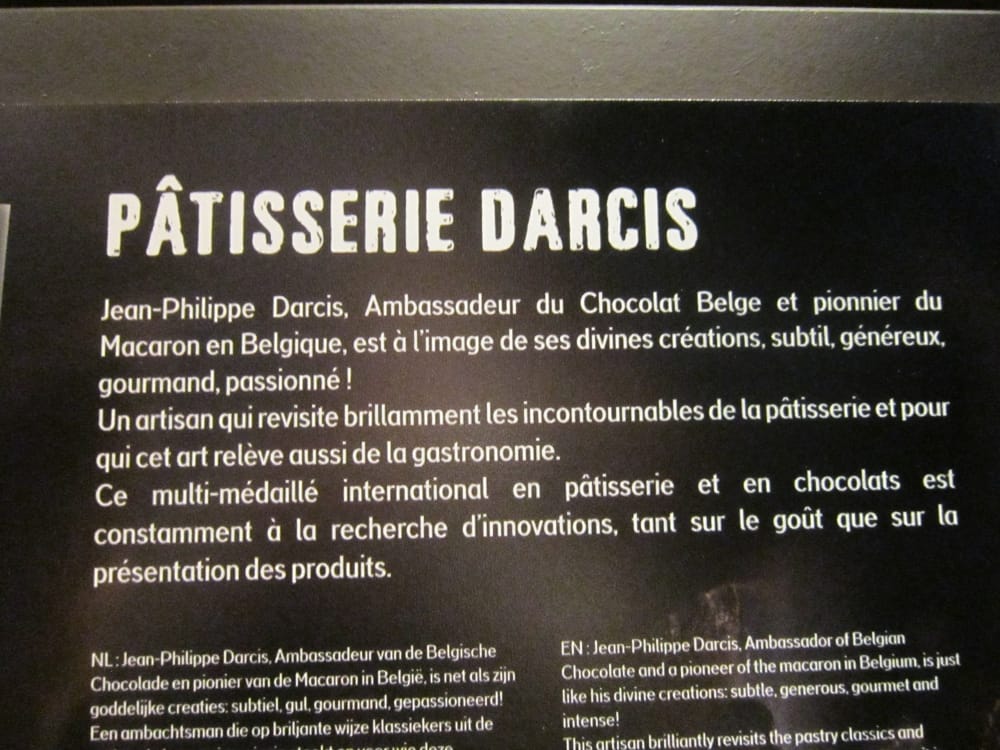 PÂTISSERIE DARCIS
Jean-Philippe Darcis, Ambassadeur du Chocolat Belge et pionnier du
Macaron en Belgique, est à l'image de ses divines créations, subtil, généreux,
gourmand, passionné !
Un artisan qui revisite brillamment les incontournables de la pâtisserie et pour
qui cet art relève aussi de la gastronomie.
Ce multi-médaillé international en pâtisserie et en chocolats est
constamment à la recherche d'innovations, tant sur le goût que sur la
présentation des produits.
NL : Jean-Philippe Darcis, Ambassadeur van de Belgische
Chocolade en pionier van de Macaron in België, is net als zijn
goddelijke creaties: subtiel, gul, gourmand, gepassioneerd!
Een ambachtsman die op briljante wijze klassiekers uit de
EN : Jean-Philippe Darcis, Ambassador of Belgian
Chocolate and a pioneer of the macaron in Belgium, is just
like his divine creations: subtle, generous, gourmet and
intense!
This artisan brilliantly revisits the pastry classics and